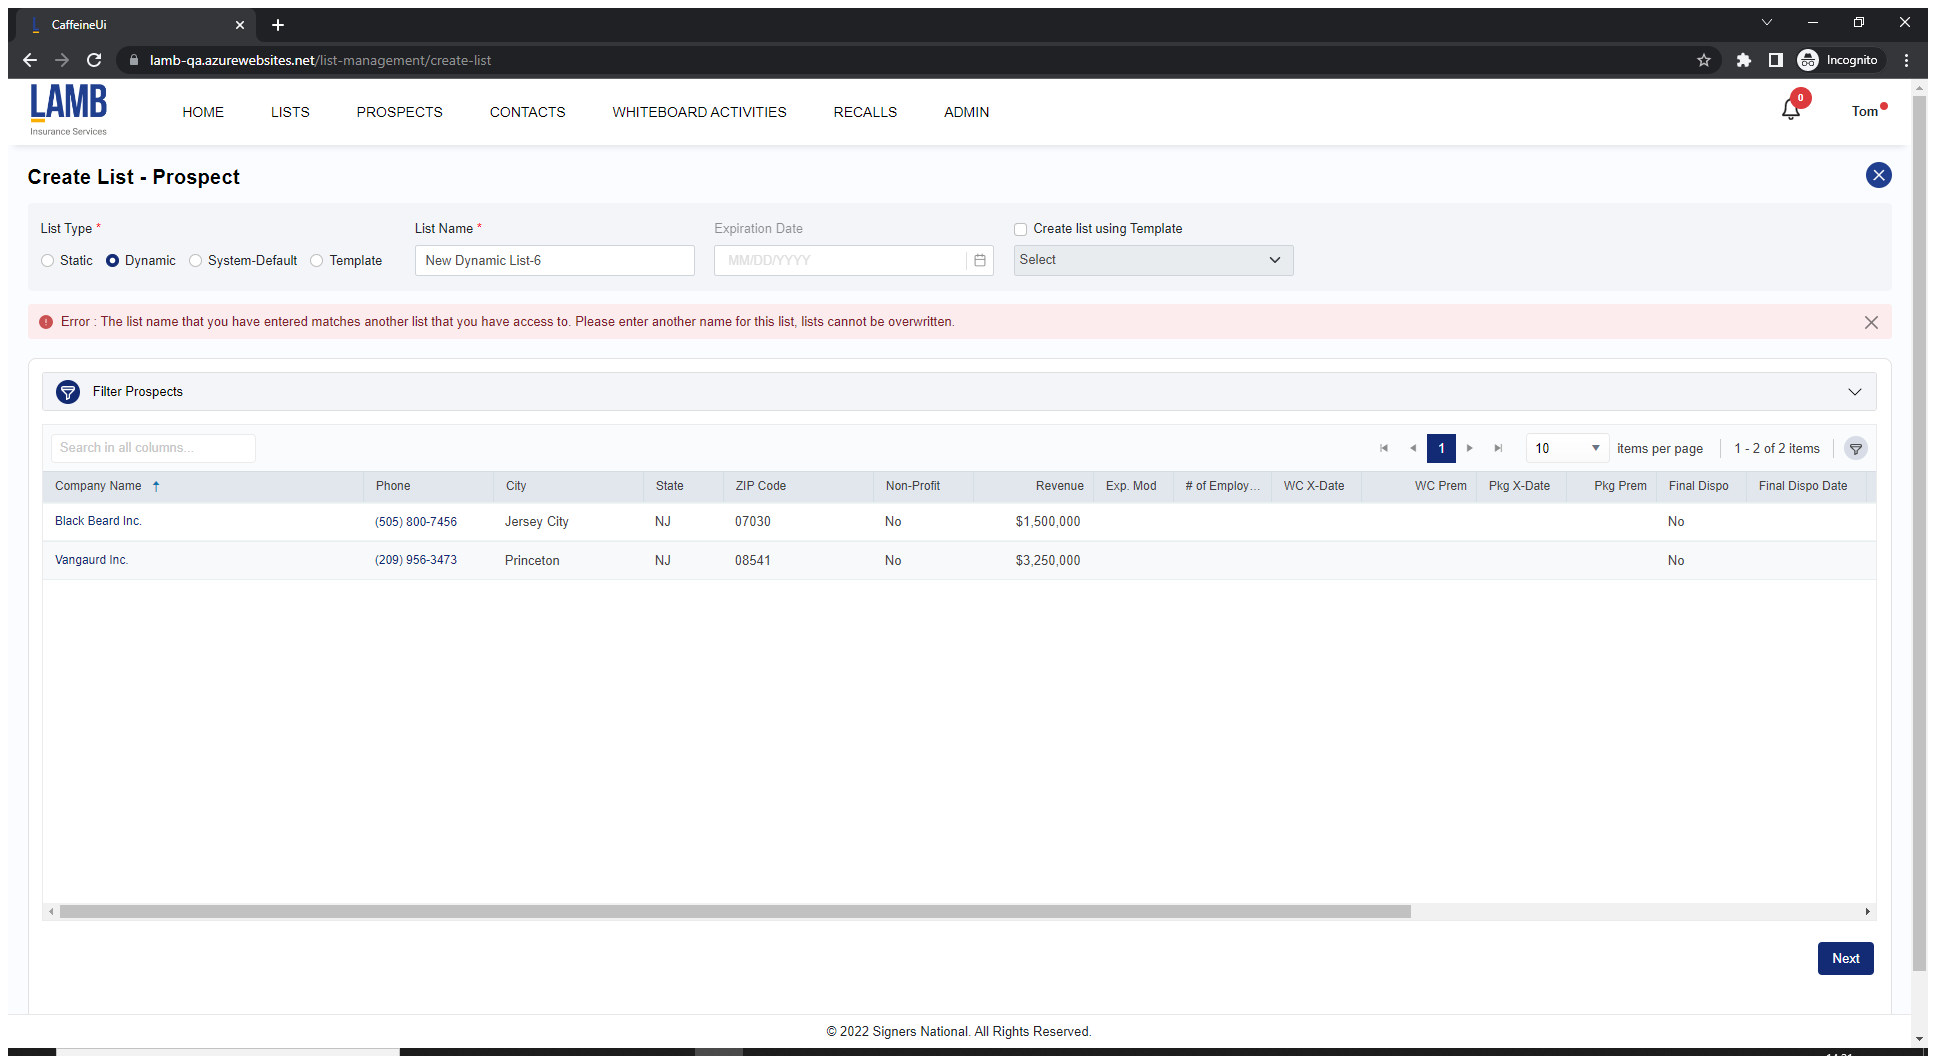 CaffeineUi
lamb-qa.azurewebsites.net/list-management/create-list
Incognito
LAMB
Insurance Services
HOME LISTS PROSPECTS CONTACTS WHITEBOARD ACTIVITIES RECALLS ADMIN
0
Tom
Create List - Prospect
List Type * List Name * Expiration Date Create list using Template
Static Dynamic System-Default Template New Dynamic List-6 MM/DD/YYYY Select
Error : The list name that you have entered matches another list that you have access to. Please enter another name for this list, lists cannot be overwritten.
Filter Prospects
Search in all columns... 1 10 items per page 1 - 2 of 2 items
Company Name Phone City State ZIP Code Non-Profit Revenue Exp. Mod # of Employ... WC X-Date WC Prem Pkg X-Date Pkg Prem Final Dispo Final Dispo Date
Black Beard Inc. (505) 800-7456 Jersey City NJ 07030 No $1,500,000 No
Vangaurd Inc. (209) 956-3473 Princeton NJ 08541 No $3,250,000 No
Next
© 2022 Signers National. All Rights Reserved.